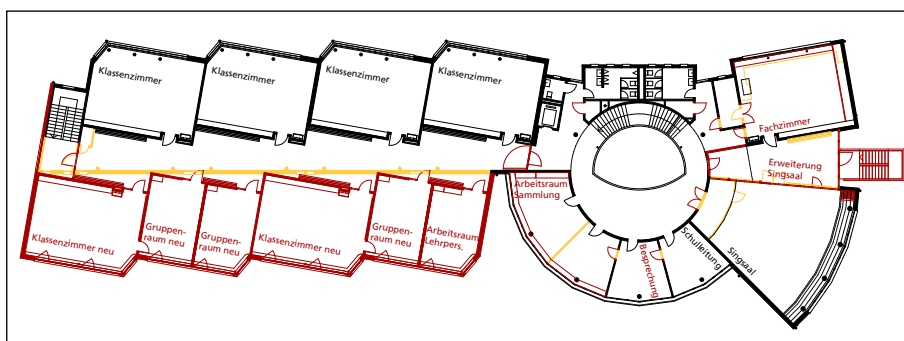 Klassenzimmer
Klassenzimmer
Klassenzimmer
Klassenzimmer
Fachzimmer
Erweiterung
Singsaal
Arbeitsraum
Sammlung
Klassenzimmer neu
Gruppen-
raum neu
Gruppen-
raum neu
Klassenzimmer neu
Gruppen-
raum neu
Arbeitsraum
Lehrpers.
Besprechung
Schulleitung
Singsaal